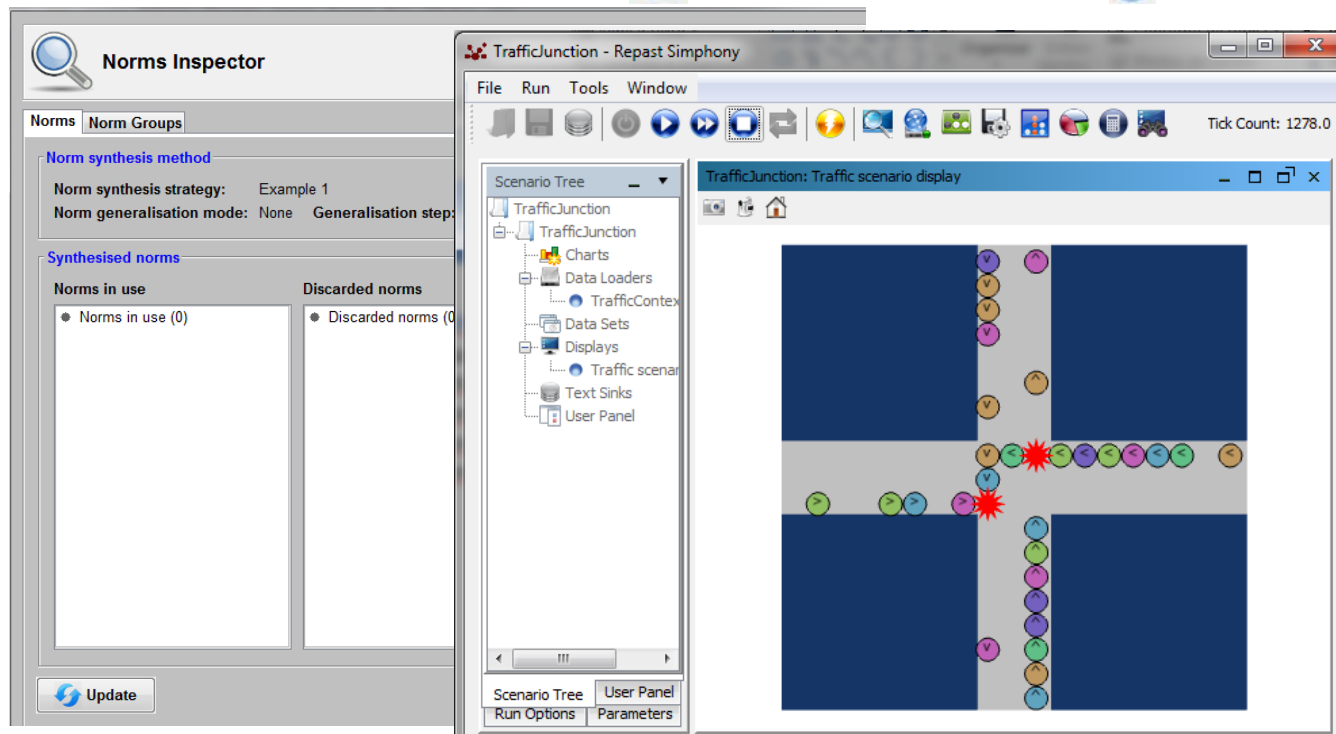 Norms Inspector
Norms Norm Groups
Norm synthesis method
Norm synthesis strategy: Example 1
Norm generalisation mode: None Generalisation step:
Synthesised norms
Norms in use Discarded norms
Norms in use (0) Discarded norms (0
Update
TrafficJunction - Repast Simphony
File Run Tools Window
Tick Count: 1278.0
Scenario Tree
TrafficJunction
TrafficJunction
Charts
Data Loaders
TrafficContex
Data Sets
Displays
Traffic scenar
Text Sinks
User Panel
Scenario Tree User Panel
Run Options Parameters
TrafficJunction: Traffic scenario display